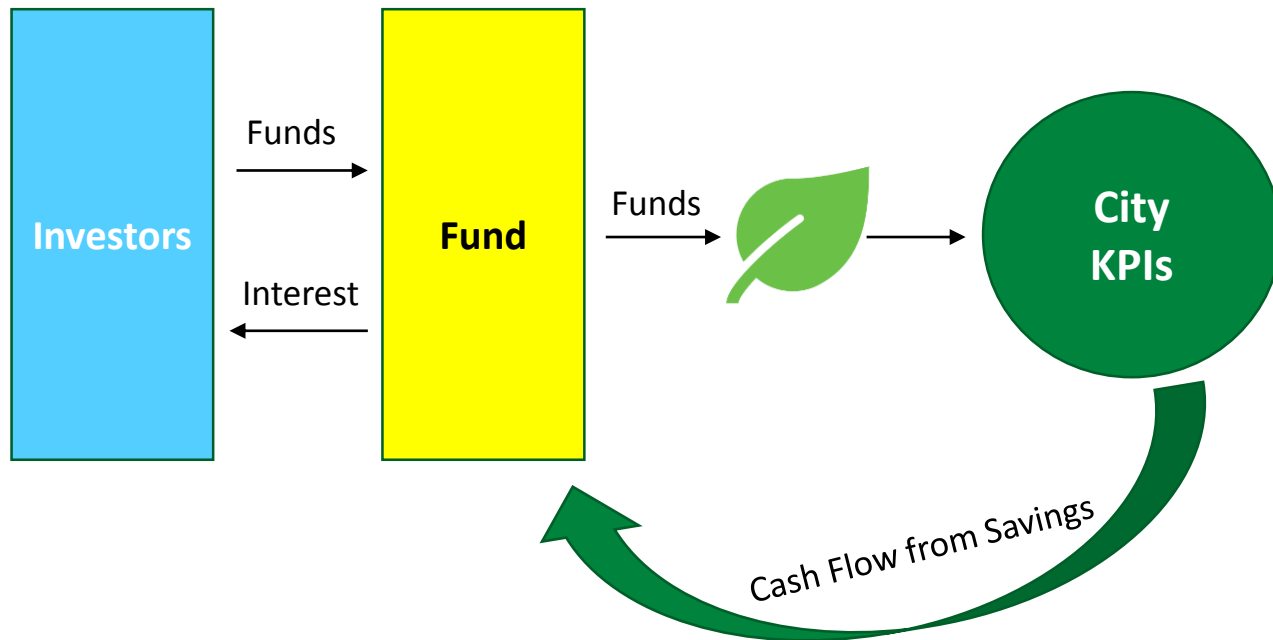 Funds
Investors
Interest
Fund
Funds
City
KPIs
Cash Flow from Savings